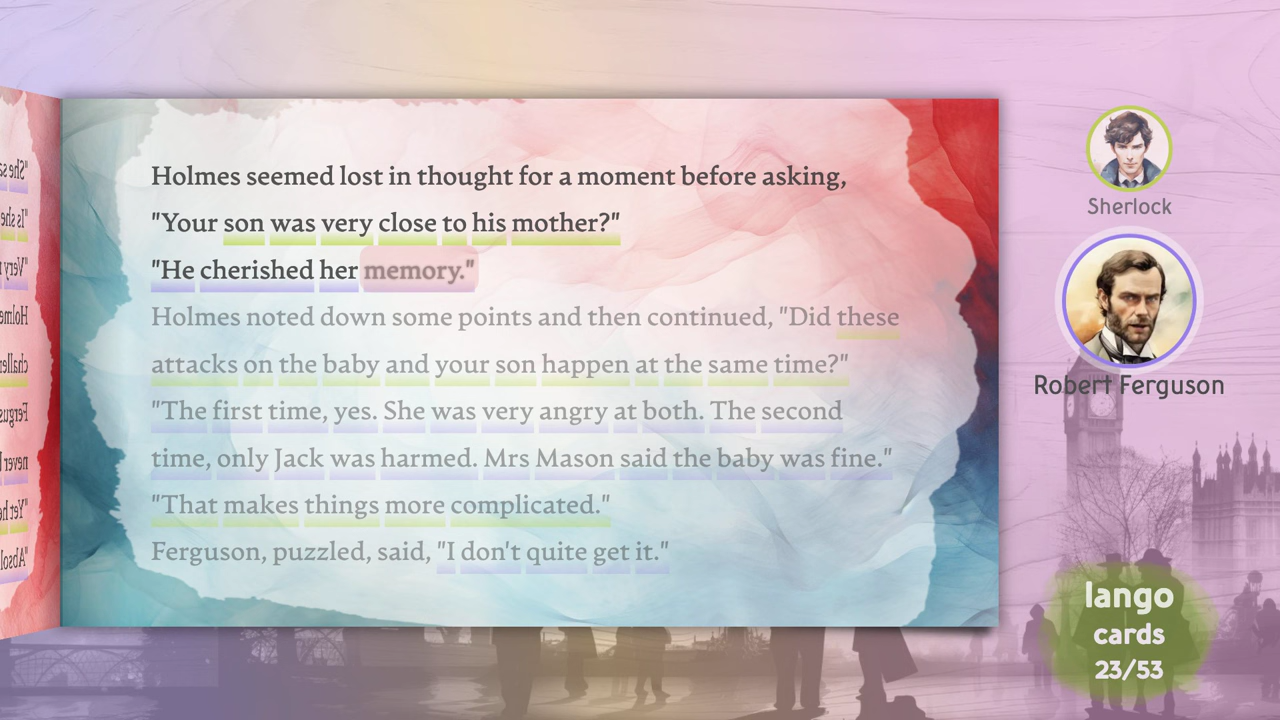 Holmes seemed lost in thought for a moment before asking,
"Your son was very close to his mother?"
"He cherished her memory."
Holmes noted down some points and then continued, "Did these
attacks on the baby and your son happen at the same time?"
"The first time, yes. She was very angry at both. The second
time, only Jack was harmed. Mrs Mason said the baby was fine."
"That makes things more complicated."
Ferguson, puzzled, said, "I don't quite get it."
Sherlock
Robert Ferguson
lango
cards
23/53